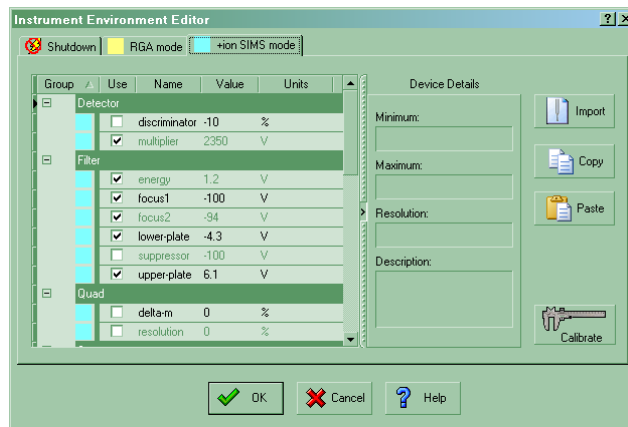 Instrument Environment Editor
Shutdown RGA mode +ion SIMS mode
Group Use Name Value Units
Detector
discriminator -10 %
multiplier 2350 V
Filter
energy 1.2 V
focus1 -100 V
focus2 -94 V
lower-plate -4.3 V
suppressor -100 V
upper-plate 6.1 V
Quad
delta-m 0 %
resolution 0 %
Device Details
Minimum:
Maximum:
Resolution:
Description:
Import
Copy
Paste
Calibrate
OK Cancel Help